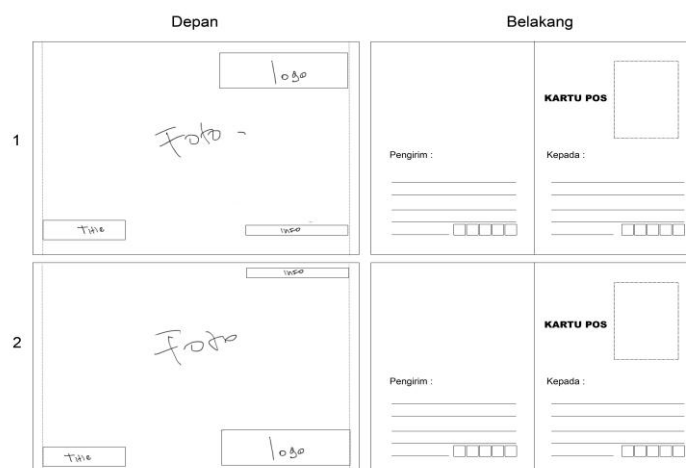 Depan
Belakang
1
logo
Foto
Title
Info
KARTU POS
Pengirim :
Kepada :
2
Info
Foto
Title
logo
KARTU POS
Pengirim :
Kepada :